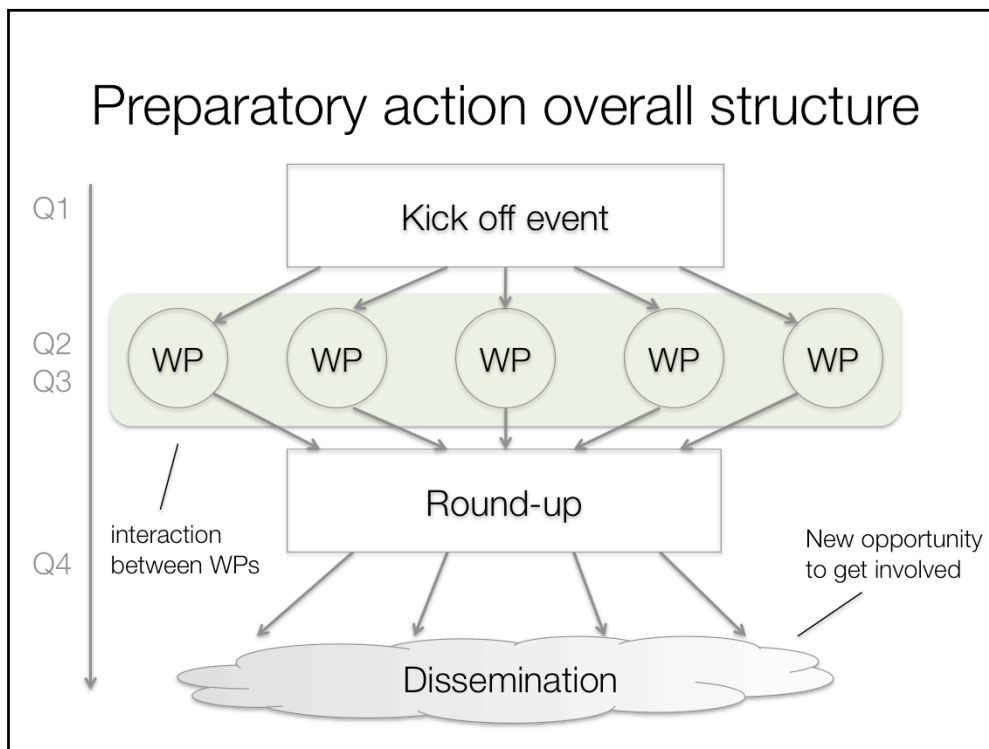 Preparatory action overall structure
Q1
Kick off event
Q2
Q3
WP
WP
WP
WP
WP
Round-up
interaction
between WPs
Q4
New opportunity
to get involved
Dissemination